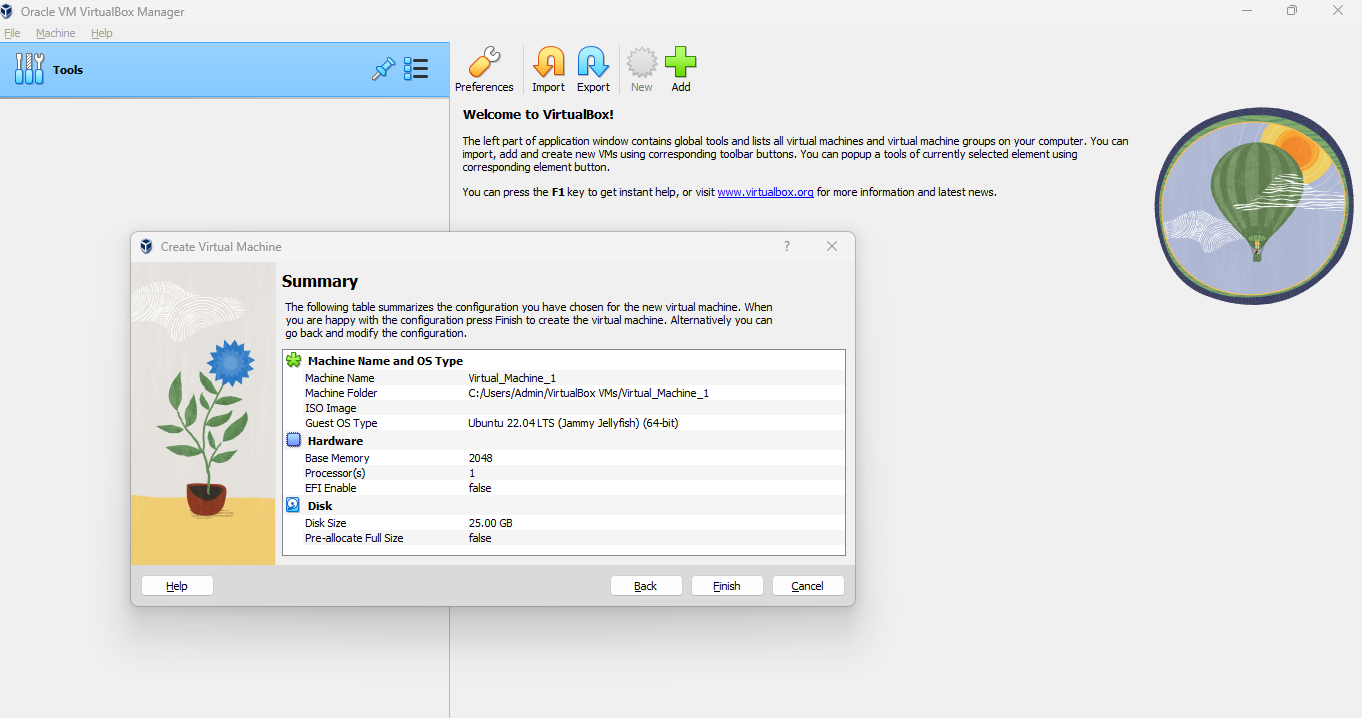 Oracle VM VirtualBox Manager
File Machine Help
Tools
Preferences Import Export New Add
Welcome to VirtualBox!
The left part of application window contains global tools and lists all virtual machines and virtual machine groups on your computer. You can
import, add and create new VMs using corresponding toolbar buttons. You can popup a tools of currently selected element using
corresponding element button.
You can press the F1 key to get instant help, or visit www.virtualbox.org for more information and latest news.
Create Virtual Machine ?
Summary
The following table summarizes the configuration you have chosen for the new virtual machine. When
you are happy with the configuration press Finish to create the virtual machine. Alternatively you can
go back and modify the configuration.
Machine Name and OS Type
Machine Name Virtual_Machine_1
Machine Folder C:/Users/Admin/VirtualBox VMs/Virtual_Machine_1
ISO Image
Guest OS Type Ubuntu 22.04 LTS (Jammy Jellyfish) (64-bit)
Hardware
Base Memory 2048
Processor(s) 1
EFI Enable false
Disk
Disk Size 25.00 GB
Pre-allocate Full Size false
Help Back Finish Cancel